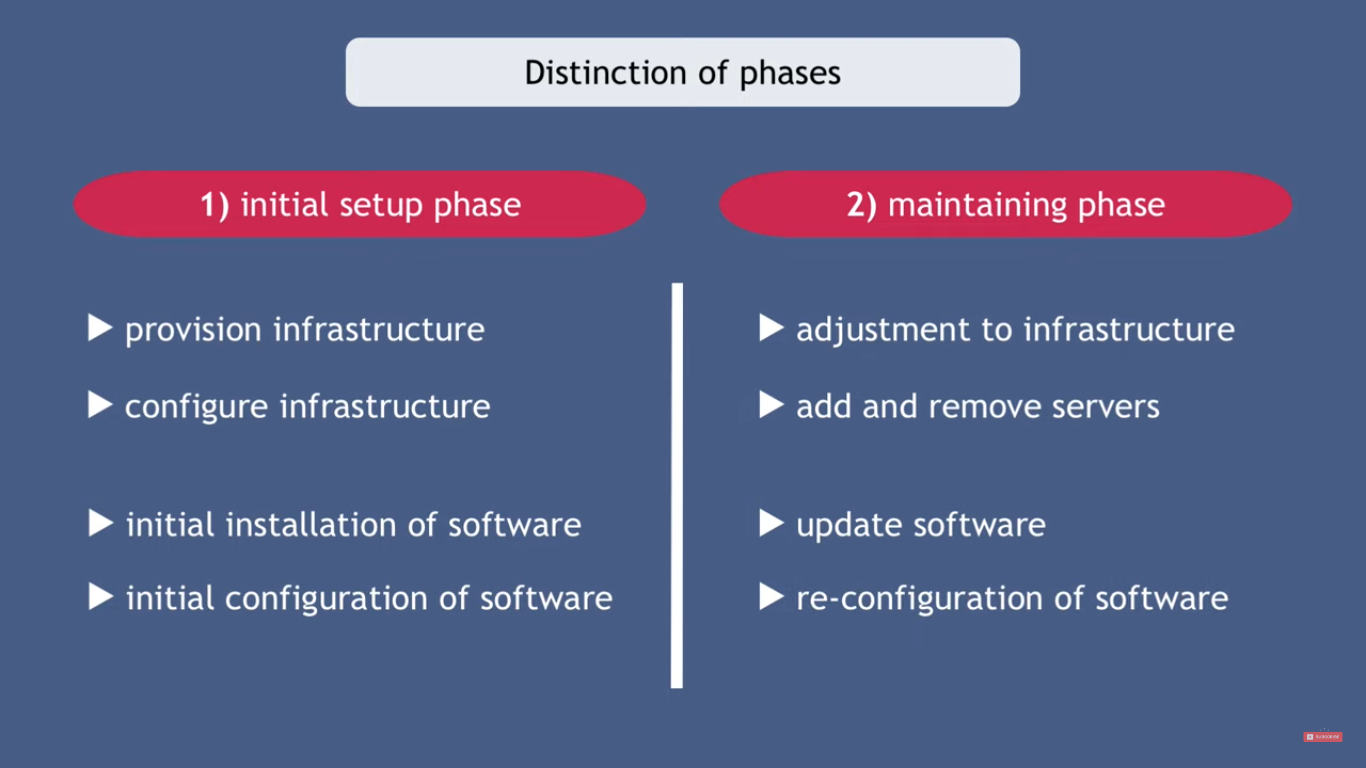 Distinction of phases
1) initial setup phase
provision infrastructure
configure infrastructure
initial installation of software
initial configuration of software
2) maintaining phase
adjustment to infrastructure
add and remove servers
update software
re-configuration of software
SUBSCRIBE